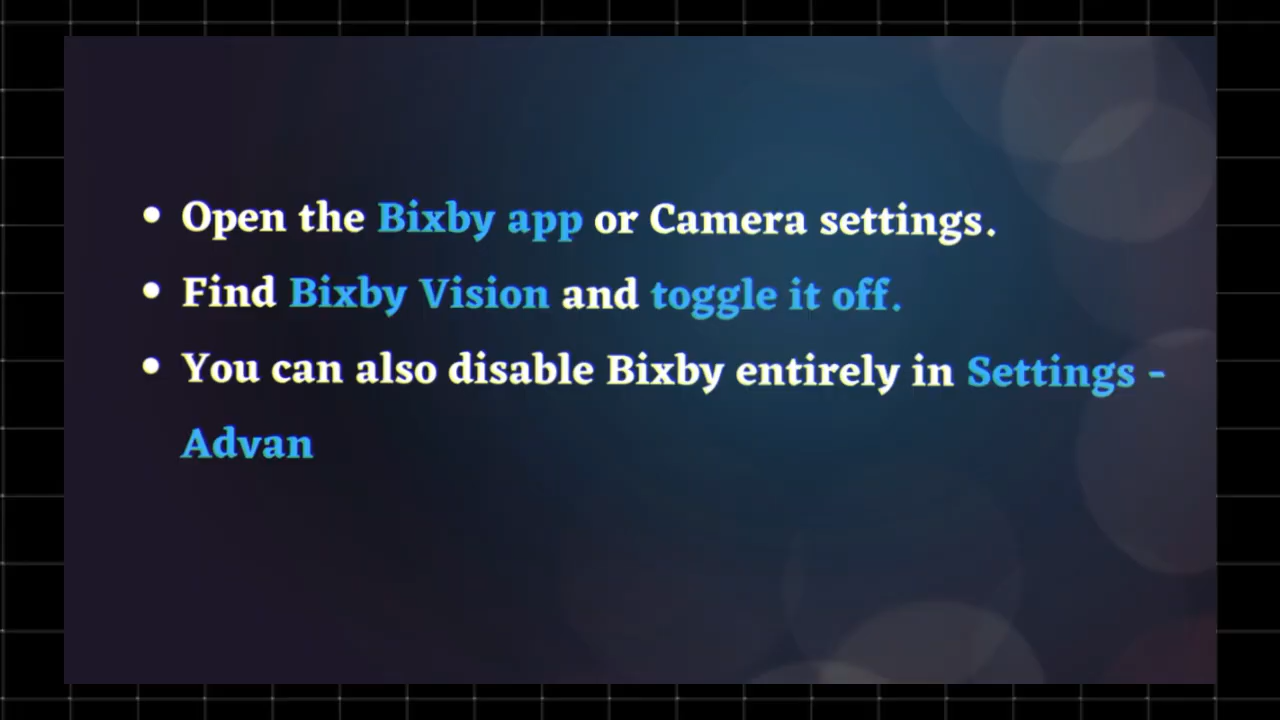 • Open the Bixby app or Camera settings.
• Find Bixby Vision and toggle it off.
• You can also disable Bixby entirely in Settings -
Advan